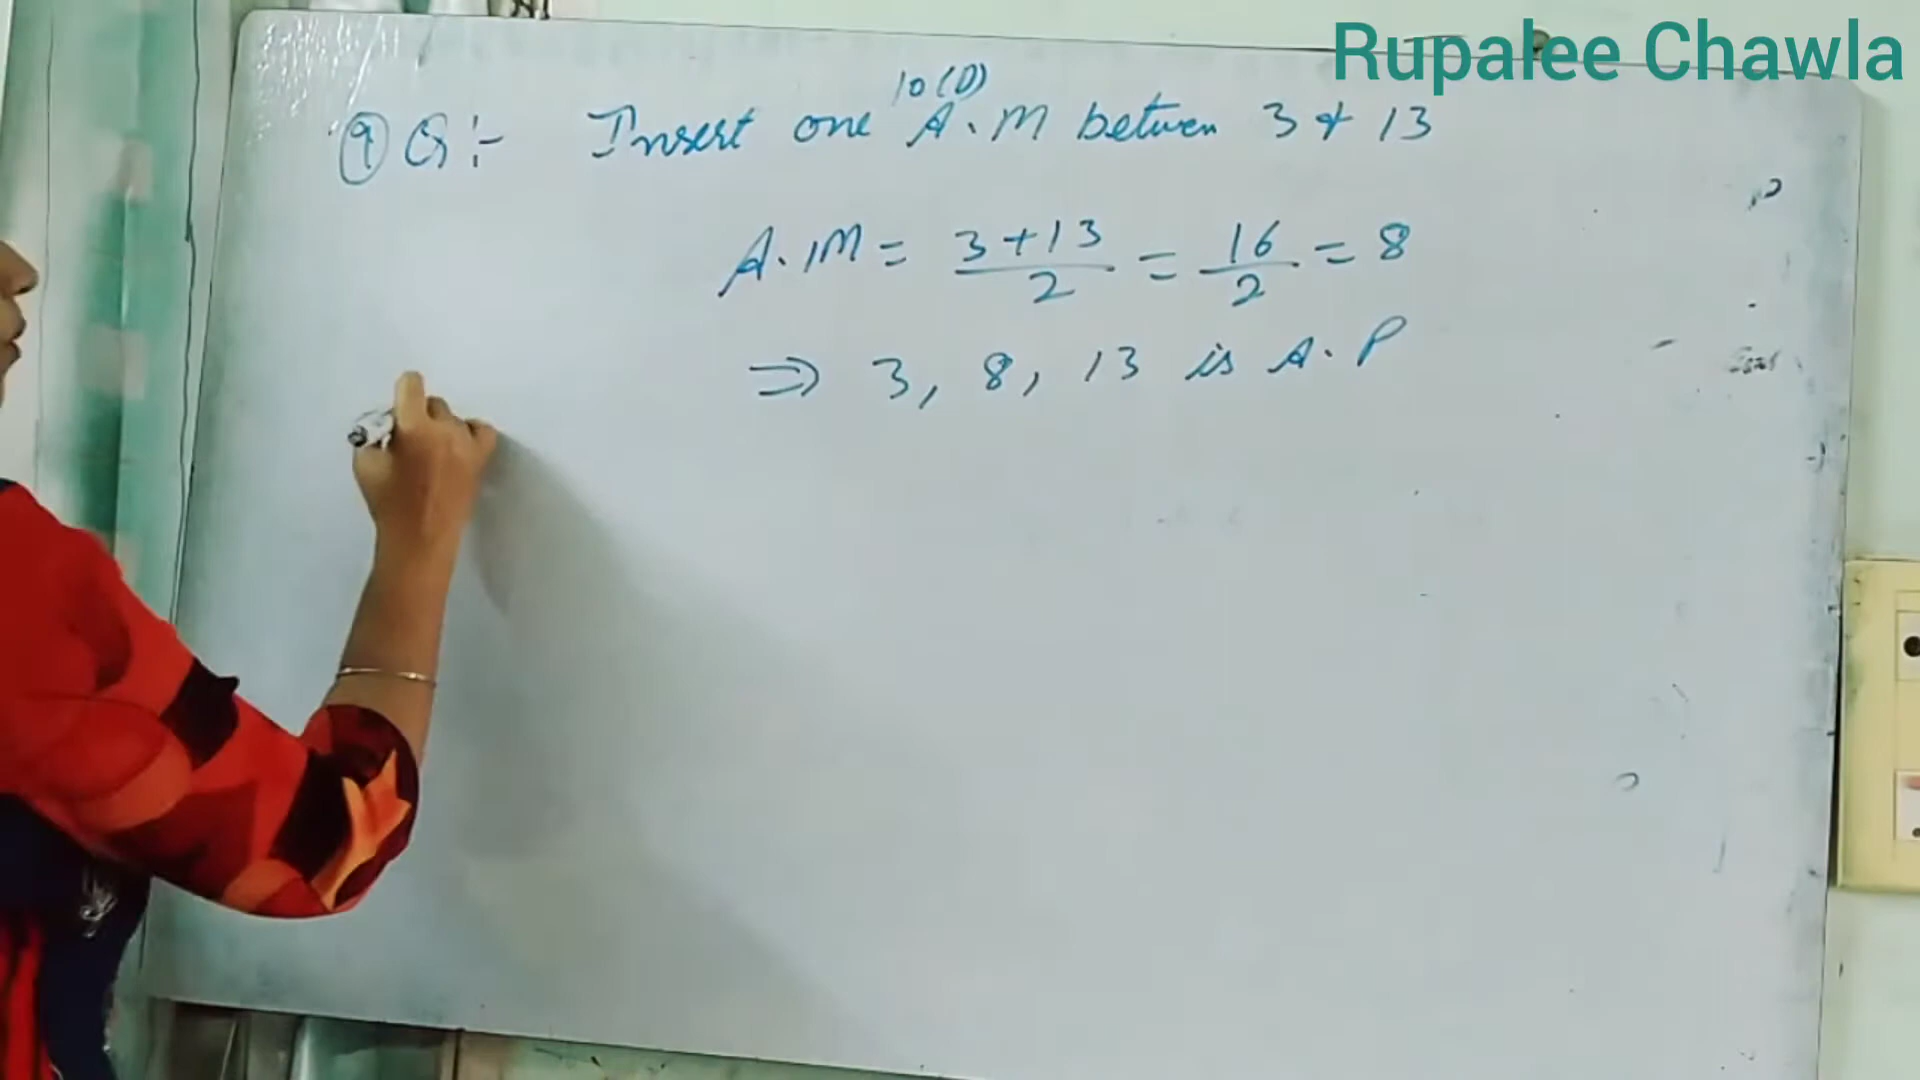 Rupalee Chawla
10(D)
9 Q:- Insert one A.M between 3 & 13
A.M = 3+13/2 = 16/2 = 8
⇒ 3, 8, 13 is A.P